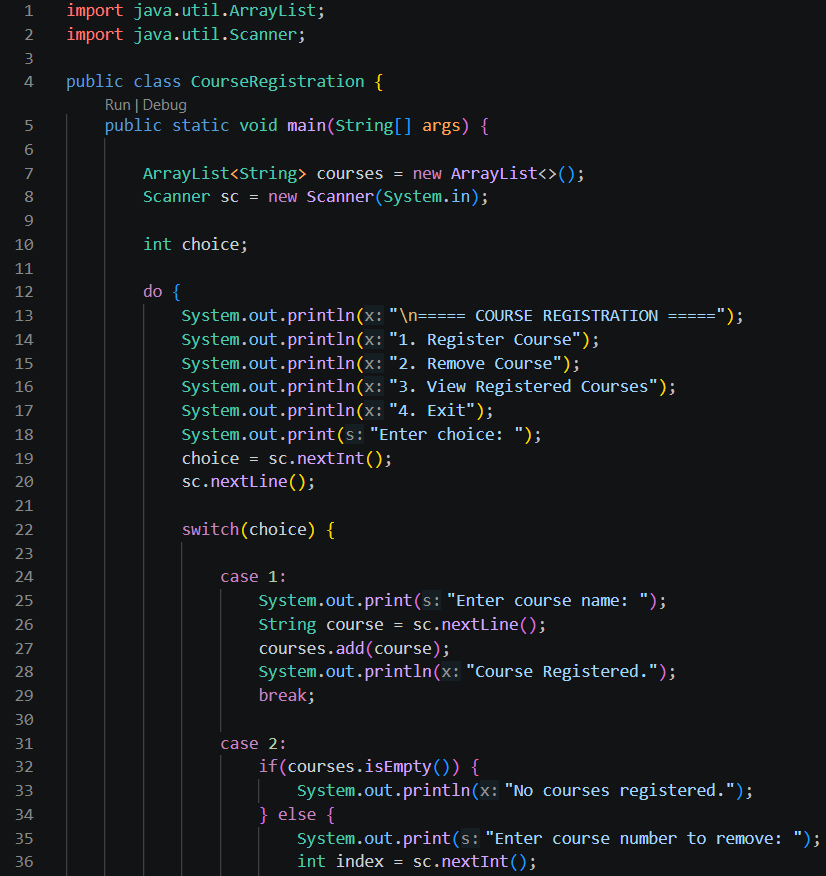 1 import java.util.ArrayList;
2 import java.util.Scanner;
3
4 public class CourseRegistration {
Run | Debug
5 public static void main(String[] args) {
6
7 ArrayList<String> courses = new ArrayList<>();
8 Scanner sc = new Scanner(System.in);
9
10 int choice;
11
12 do {
13 System.out.println(x: "\n===== COURSE REGISTRATION =====");
14 System.out.println(x: "1. Register Course");
15 System.out.println(x: "2. Remove Course");
16 System.out.println(x: "3. View Registered Courses");
17 System.out.println(x: "4. Exit");
18 System.out.print(s: "Enter choice: ");
19 choice = sc.nextInt();
20 sc.nextLine();
21
22 switch(choice) {
23
24 case 1:
25 System.out.print(s: "Enter course name: ");
26 String course = sc.nextLine();
27 courses.add(course);
28 System.out.println(x: "Course Registered.");
29 break;
30
31 case 2:
32 if(courses.isEmpty()) {
33 System.out.println(x: "No courses registered.");
34 } else {
35 System.out.print(s: "Enter course number to remove: ");
36 int index = sc.nextInt();